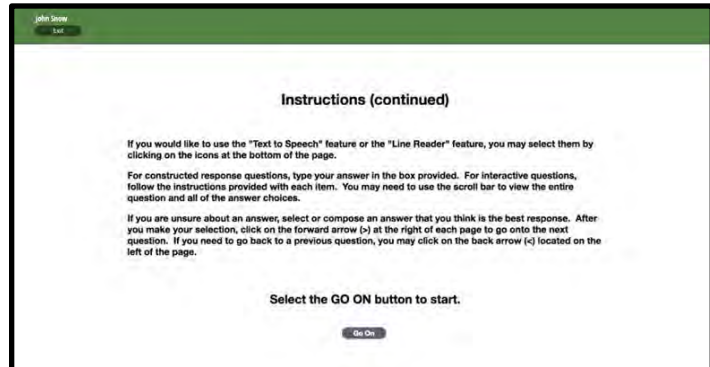 John Snow
Exit
Instructions (continued)
If you would like to use the "Text to Speech" feature or the "Line Reader" feature, you may select them by
clicking on the icons at the bottom of the page.
For constructed response questions, type your answer in the box provided. For interactive questions,
follow the instructions provided with each item. You may need to use the scroll bar to view the entire
question and all of the answer choices.
If you are unsure about an answer, select or compose an answer that you think is the best response. After
you make your selection, click on the forward arrow (>) at the right of each page to go onto the next
question. If you need to go back to a previous question, you may click on the back arrow (<) located on the
left of the page.
Select the GO ON button to start.
Go On